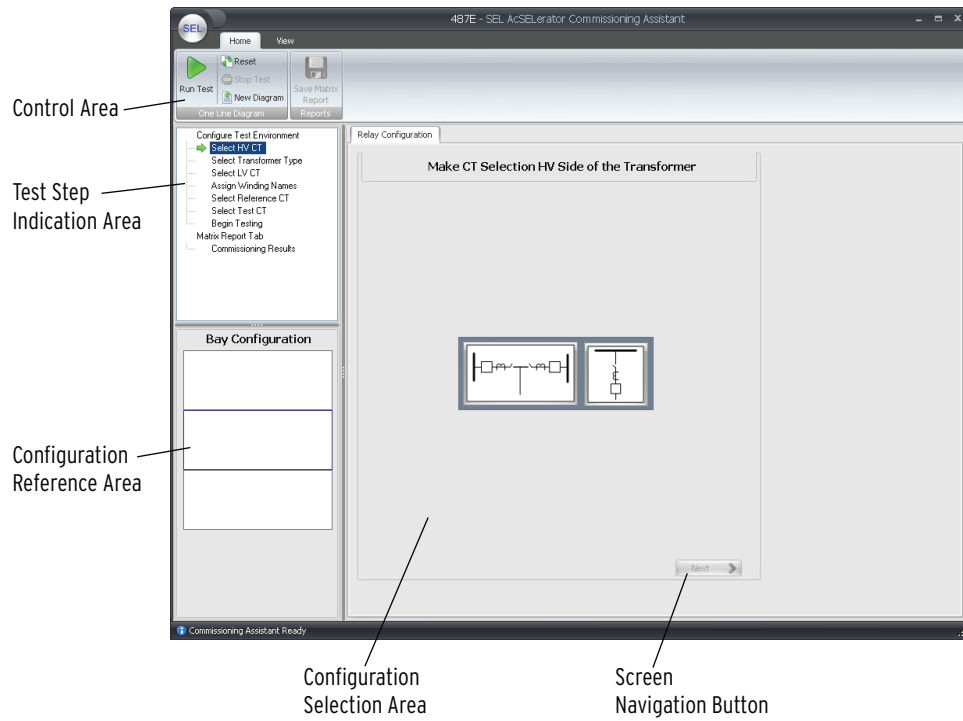 487E - SEL AcSELerator Commissioning Assistant
SEL
Home View
Run Test
Reset
Stop Test
New Diagram
One Line Diagram
Save Matrix
Report
Reports
Control Area
Configure Test Environment
Select HV CT
Select Transformer Type
Select LV CT
Assign Winding Names
Select Reference CT
Select Test CT
Begin Testing
Matrix Report Tab
Commissioning Results
Test Step
Indication Area
Relay Configuration
Make CT Selection HV Side of the Transformer
Bay Configuration
Configuration
Reference Area
Next
Commissioning Assistant Ready
Configuration
Selection Area
Screen
Navigation Button